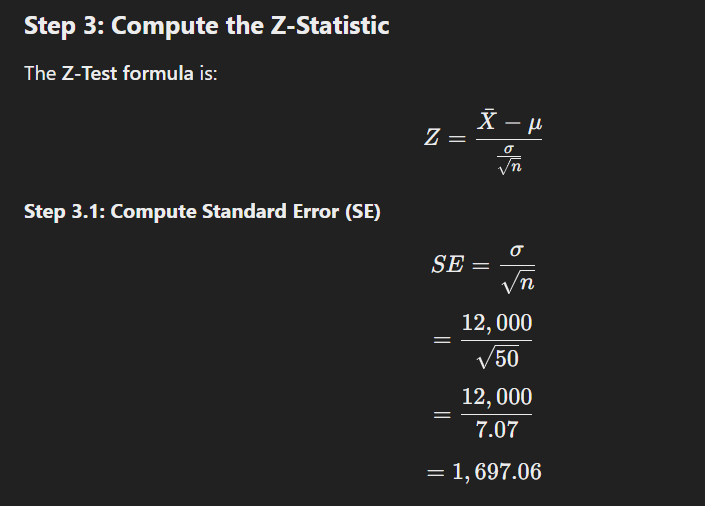 Step 3: Compute the Z-Statistic
The Z-Test formula is:
Z = \frac{\bar{X} - \mu}{\frac{\sigma}{\sqrt{n}}}
Step 3.1: Compute Standard Error (SE)
SE = \frac{\sigma}{\sqrt{n}}
= \frac{12,000}{\sqrt{50}}
= \frac{12,000}{7.07}
= 1,697.06